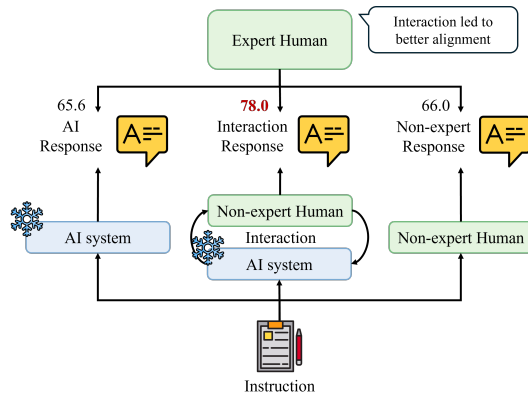 Interaction led to
better alignment
Expert Human
65.6
AI
Response
A
78.0
Interaction
Response
A
66.0
Non-expert
Response
A
AI system
Non-expert Human
Interaction
AI system
Non-expert Human
Instruction